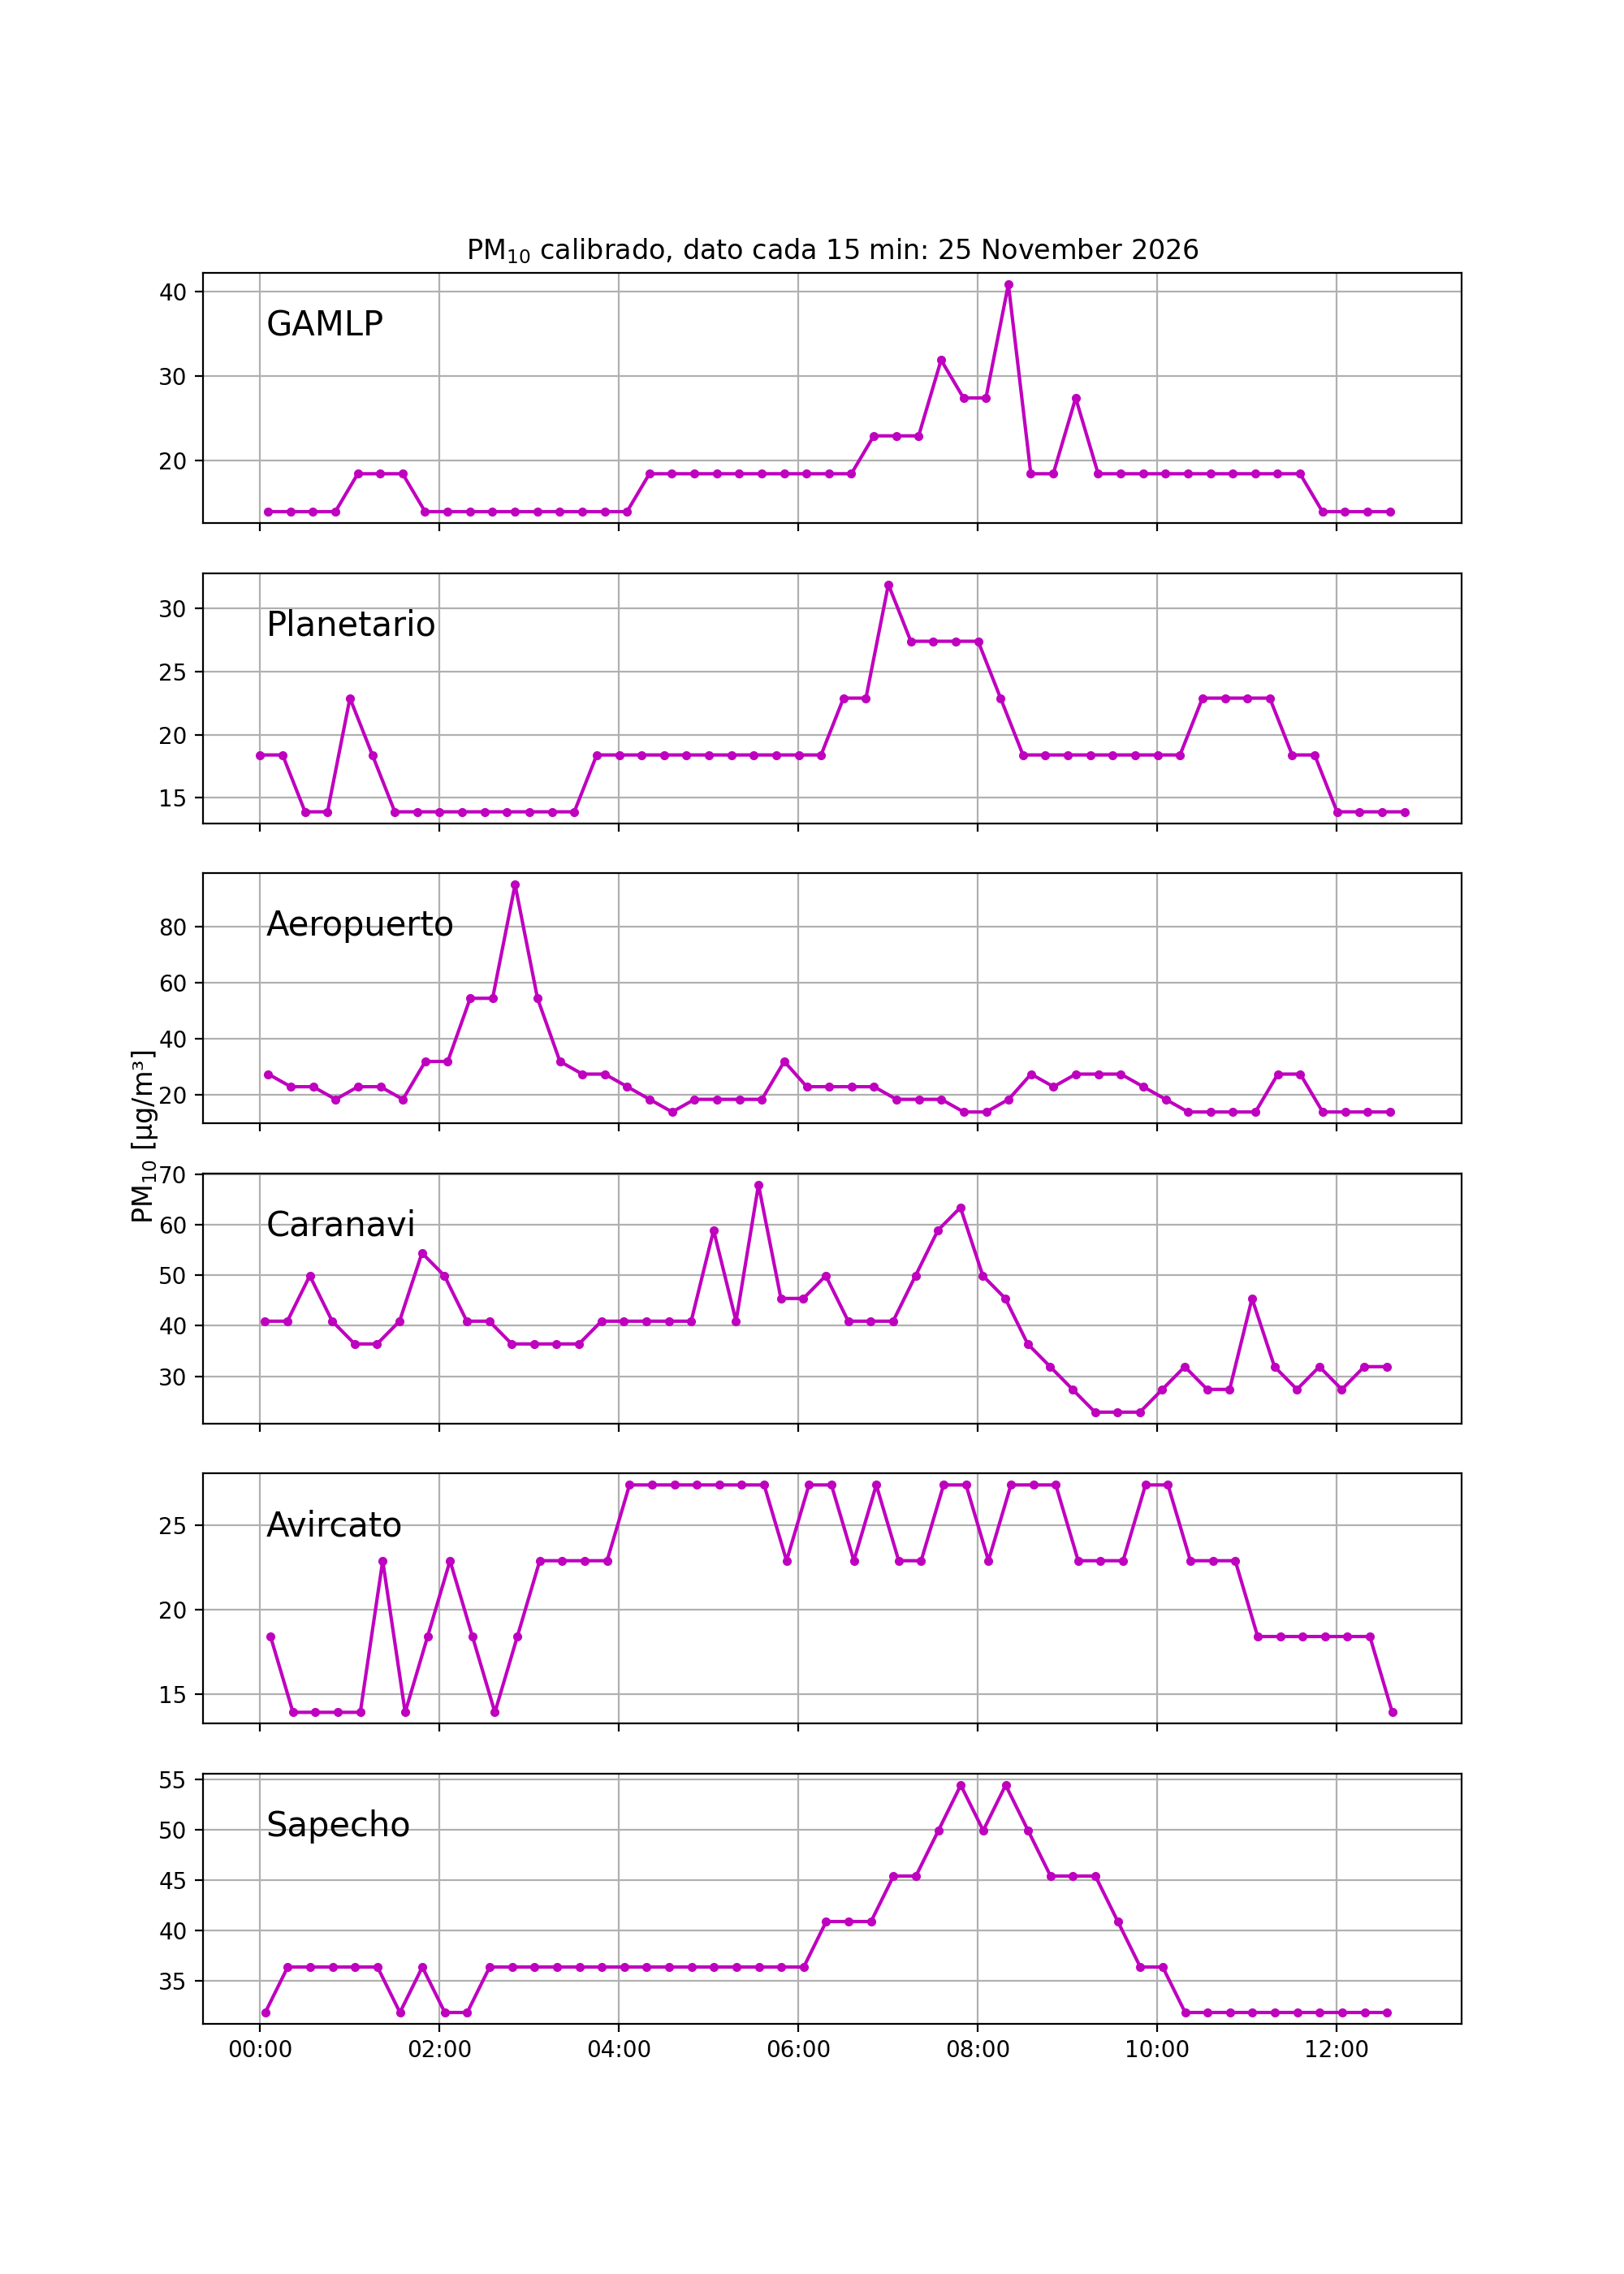 PM₁₀ calibrado, dato cada 15 min: 25 November 2026
40
GAMLP
30
20
30
Planetario
25
20
15
80
Aeropuerto
60
40
20
PM₁₀ [µg/m³]
70
60
Caranavi
50
40
30
25
Avircato
20
15
55
50
Sapecho
45
40
35
00:00 02:00 04:00 06:00 08:00 10:00 12:00